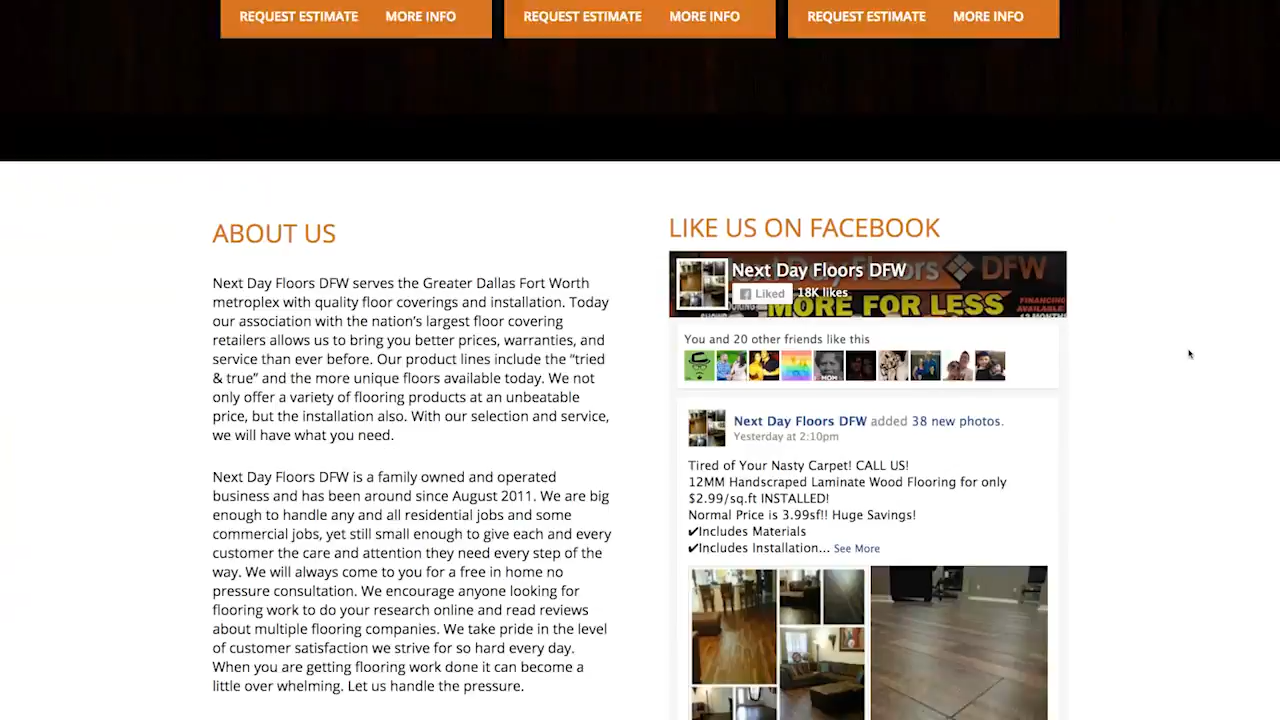 REQUEST ESTIMATE MORE INFO REQUEST ESTIMATE MORE INFO REQUEST ESTIMATE MORE INFO
ABOUT US
Next Day Floors DFW serves the Greater Dallas Fort Worth
metroplex with quality floor coverings and installation. Today
our association with the nation’s largest floor covering
retailers allows us to bring you better prices, warranties, and
service than ever before. Our product lines include the “tried
& true” and the more unique floors available today. We not
only offer a variety of flooring products at an unbeatable
price, but the installation also. With our selection and service,
we will have what you need.
Next Day Floors DFW is a family owned and operated
business and has been around since August 2011. We are big
enough to handle any and all residential jobs and some
commercial jobs, yet still small enough to give each and every
customer the care and attention they need every step of the
way. We will always come to you for a free in home no
pressure consultation. We encourage anyone looking for
flooring work to do your research online and read reviews
about multiple flooring companies. We take pride in the level
of customer satisfaction we strive for so hard every day.
When you are getting flooring work done it can become a
little over whelming. Let us handle the pressure.
LIKE US ON FACEBOOK
Next Day Floors DFW
DFW
Liked 18K likes
MORE FOR LESS
FINANCING
AVAILABLE
You and 20 other friends like this
MOM
Next Day Floors DFW added 38 new photos.
Yesterday at 2:10pm
Tired of Your Nasty Carpet! CALL US!
12MM Handscraped Laminate Wood Flooring for only
$2.99/sq.ft INSTALLED!
Normal Price is 3.99sf!! Huge Savings!
✔Includes Materials
✔Includes Installation... See More